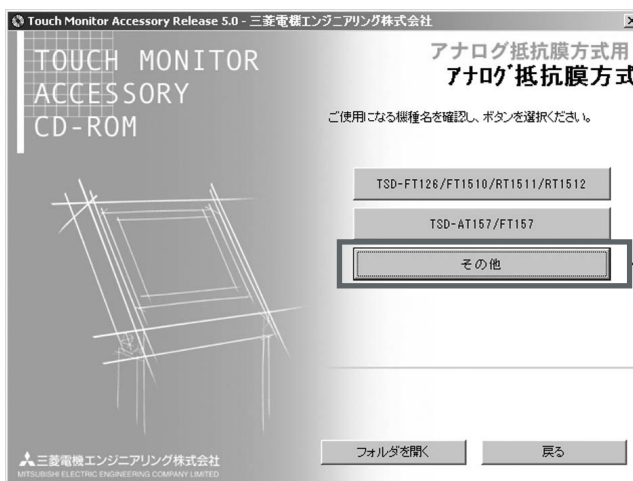 Touch Monitor Accessory Release 5.0 - 三菱電機エンジニアリング株式会社
TOUCH MONITOR
ACCESSORY
CD-ROM
アナログ抵抗膜方式用
アナログ抵抗膜方式
ご使用になる機種名を確認し、ボタンを選択ください。
TSD-FT126/FT1510/RT1511/RT1512
TSD-AT157/FT157
その他
フォルダを開く
戻る
三菱電機エンジニアリング株式会社
MITSUBISHI ELECTRIC ENGINEERING COMPANY LIMITED